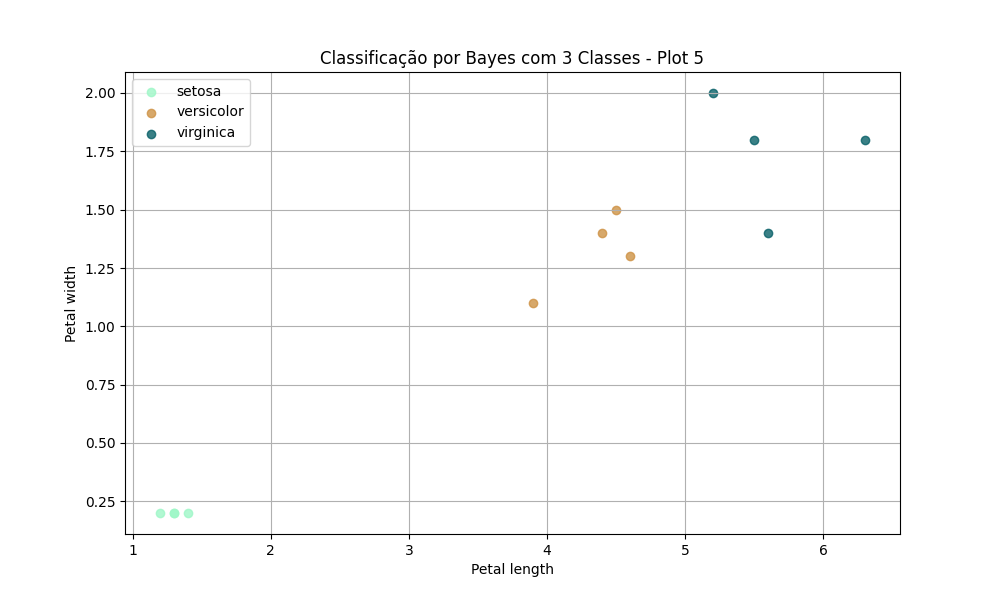 Classificação por Bayes com 3 Classes - Plot 5
setosa
versicolor
virginica
2.00
1.75
1.50
1.25
1.00
0.75
0.50
0.25
Petal width
1 2 3 4 5 6
Petal length